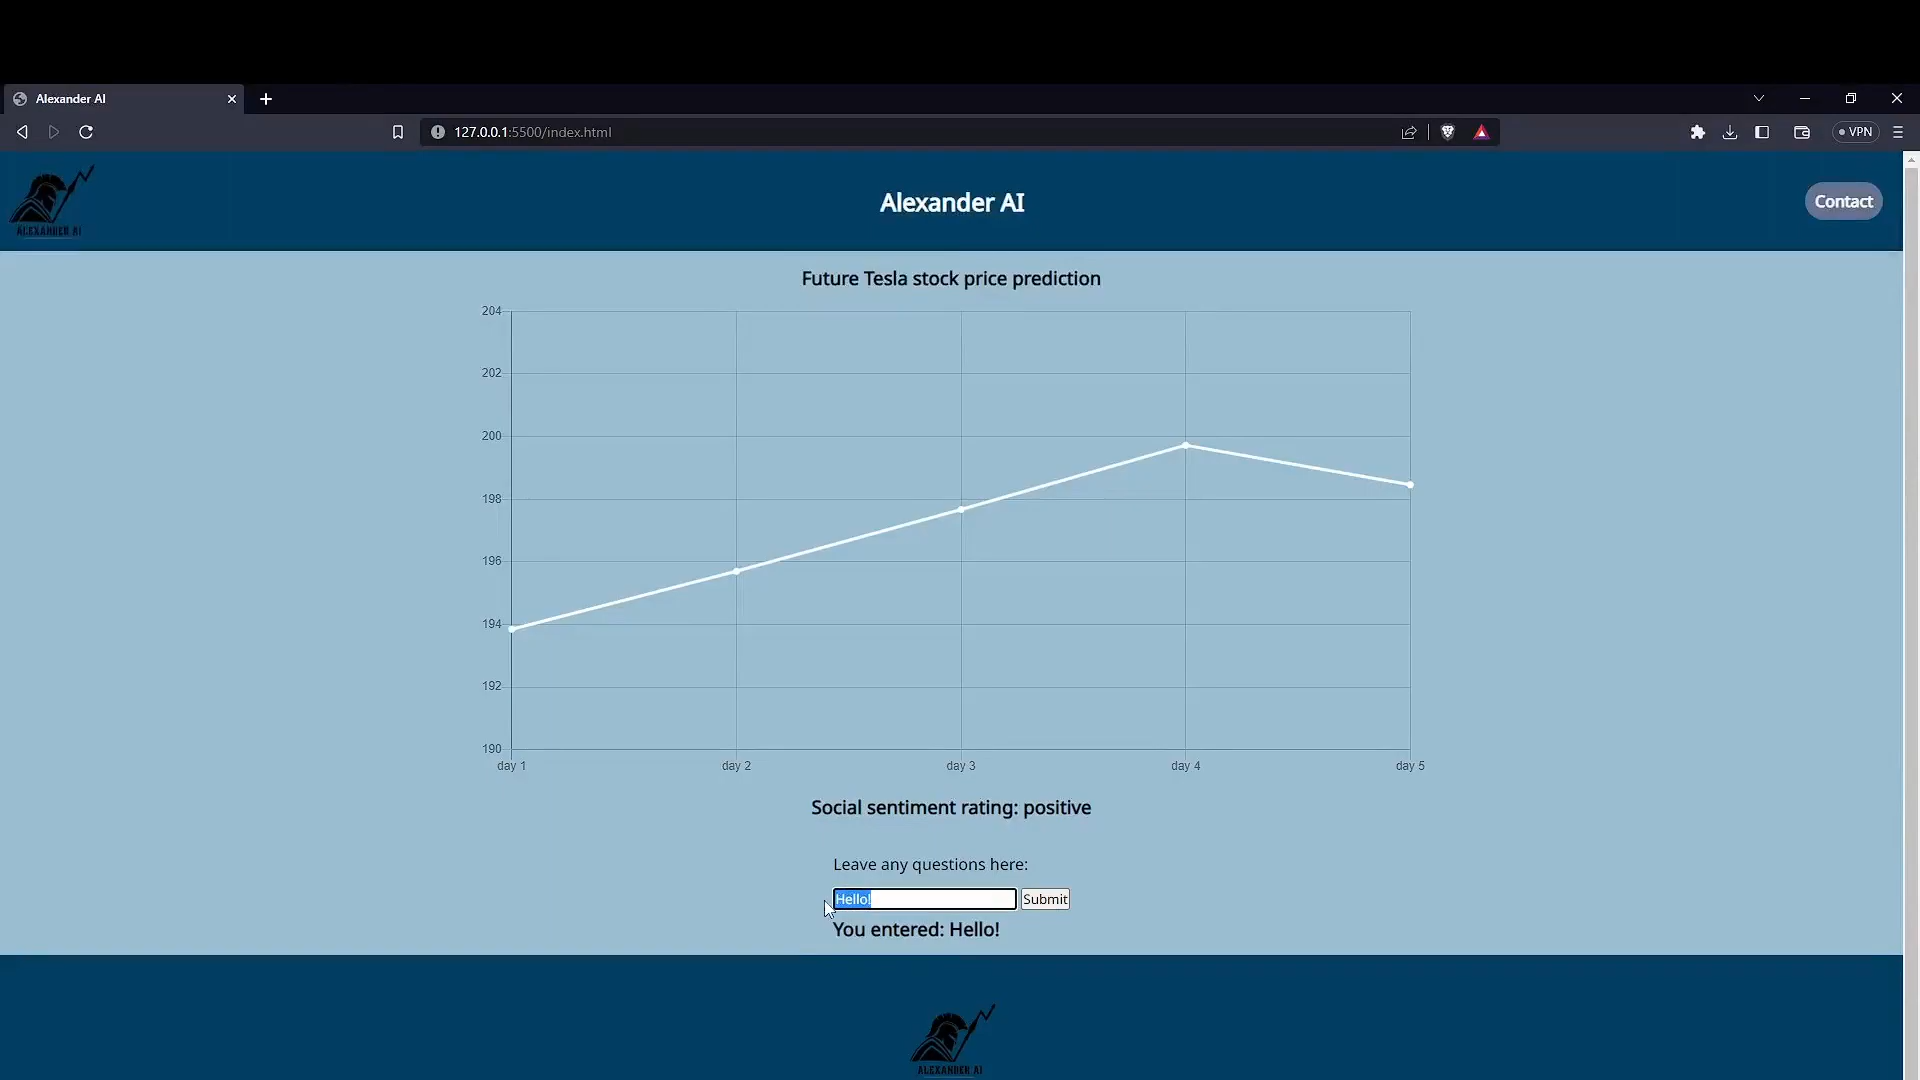 Alexander AI
127.0.0.1:5500/index.html
VPN
ALEXANDER AI
Alexander AI
Contact
Future Tesla stock price prediction
204
202
200
198
196
194
192
190
day 1 day 2 day 3 day 4 day 5
Social sentiment rating: positive
Leave any questions here:
Hello! Submit
You entered: Hello!
ALEXANDER AI